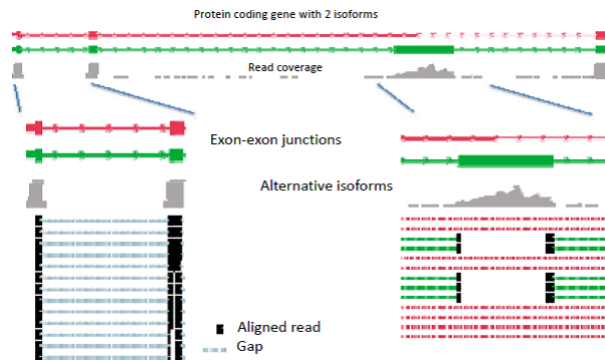 Protein coding gene with 2 isoforms
Read coverage
Exon-exon junctions
Alternative isoforms
Aligned read
Gap